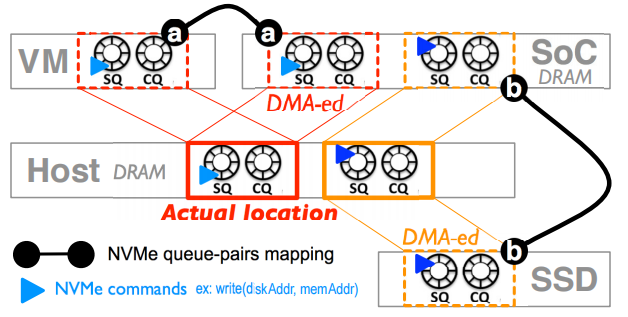 a
a
VM
SQ CQ
SQ CQ
SQ CQ
SoC
DRAM
DMA-ed
b
Host DRAM
SQ CQ
SQ CQ
Actual location
DMA-ed
b
NVMe queue-pairs mapping
SQ CQ
SSD
NVMe commands ex: write(diskAddr, memAddr)